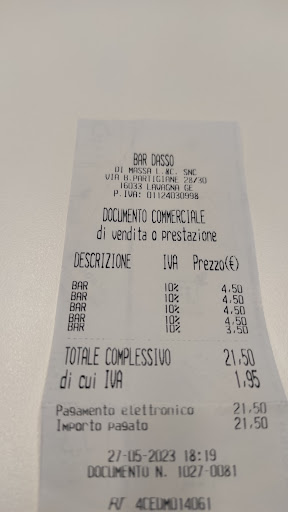 BAR DASSO
DI MASSA L.&C. SNC
VIA B.PARTIGIANE 28/30
16033 LAVAGNA GE
P.IVA: 01124030998
DOCUMENTO COMMERCIALE
di vendita o prestazione
DESCRIZIONE IVA Prezzo(€)
BAR 10% 4,50
BAR 10% 4,50
BAR 10% 4,50
BAR 10% 4,50
BAR 10% 3,50
TOTALE COMPLESSIVO 21,50
di cui IVA 1,95
Pagamento elettronico 21,50
Importo pagato 21,50
27-05-2023 18:19
DOCUMENTO N. 1027-0081
RT 4CEDM014061